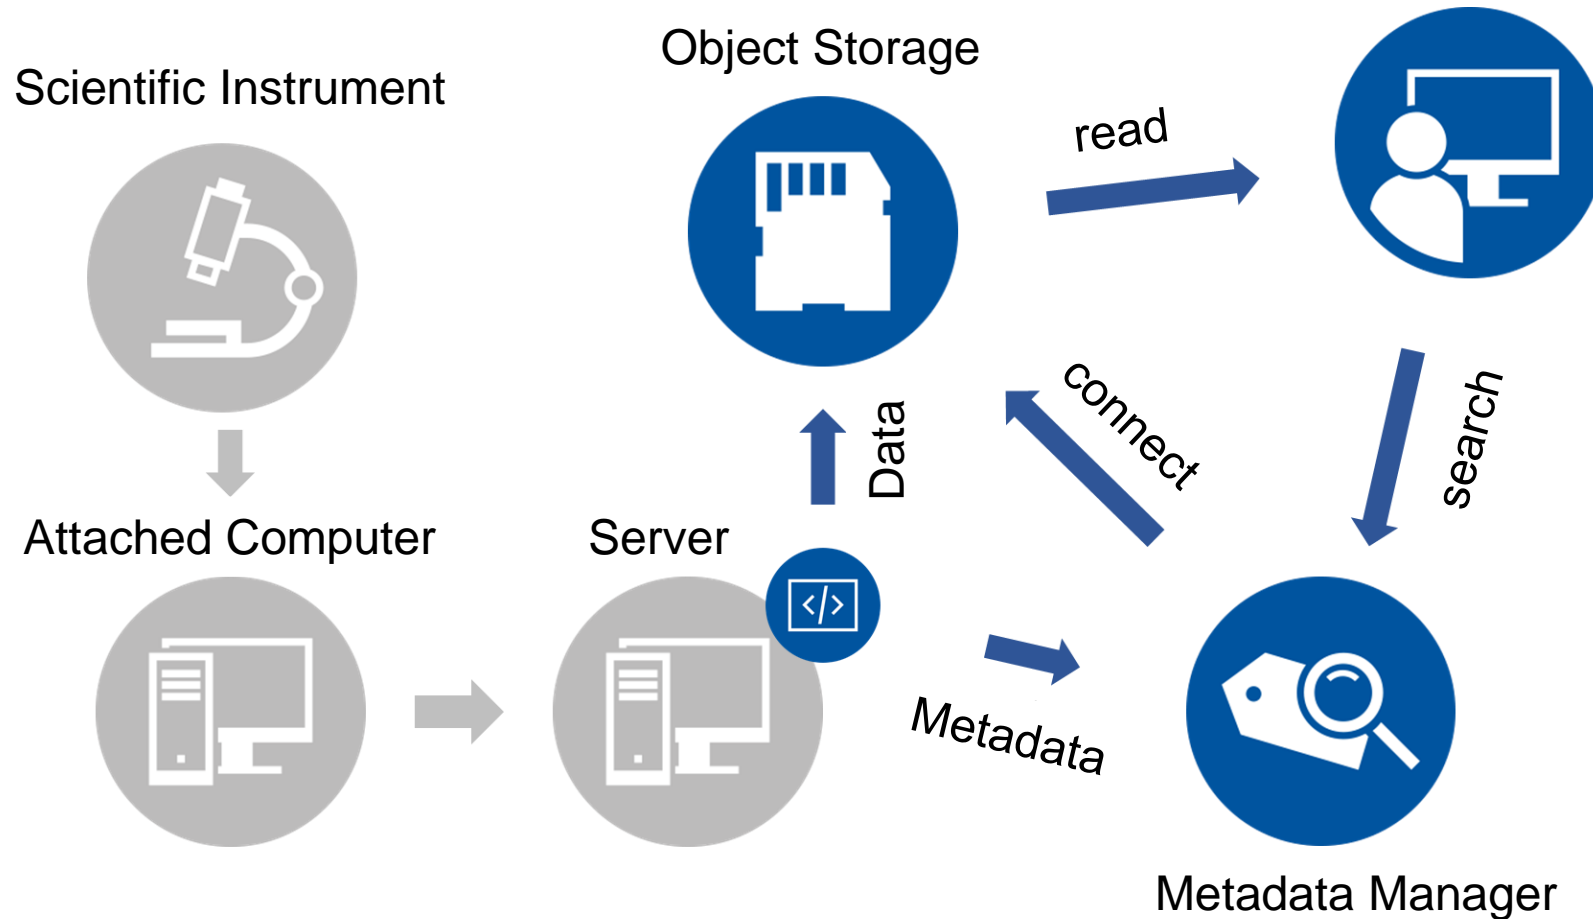 Object Storage
Scientific Instrument
read
connect
search
Data
Attached Computer
Server
</>
Metadata
Metadata Manager